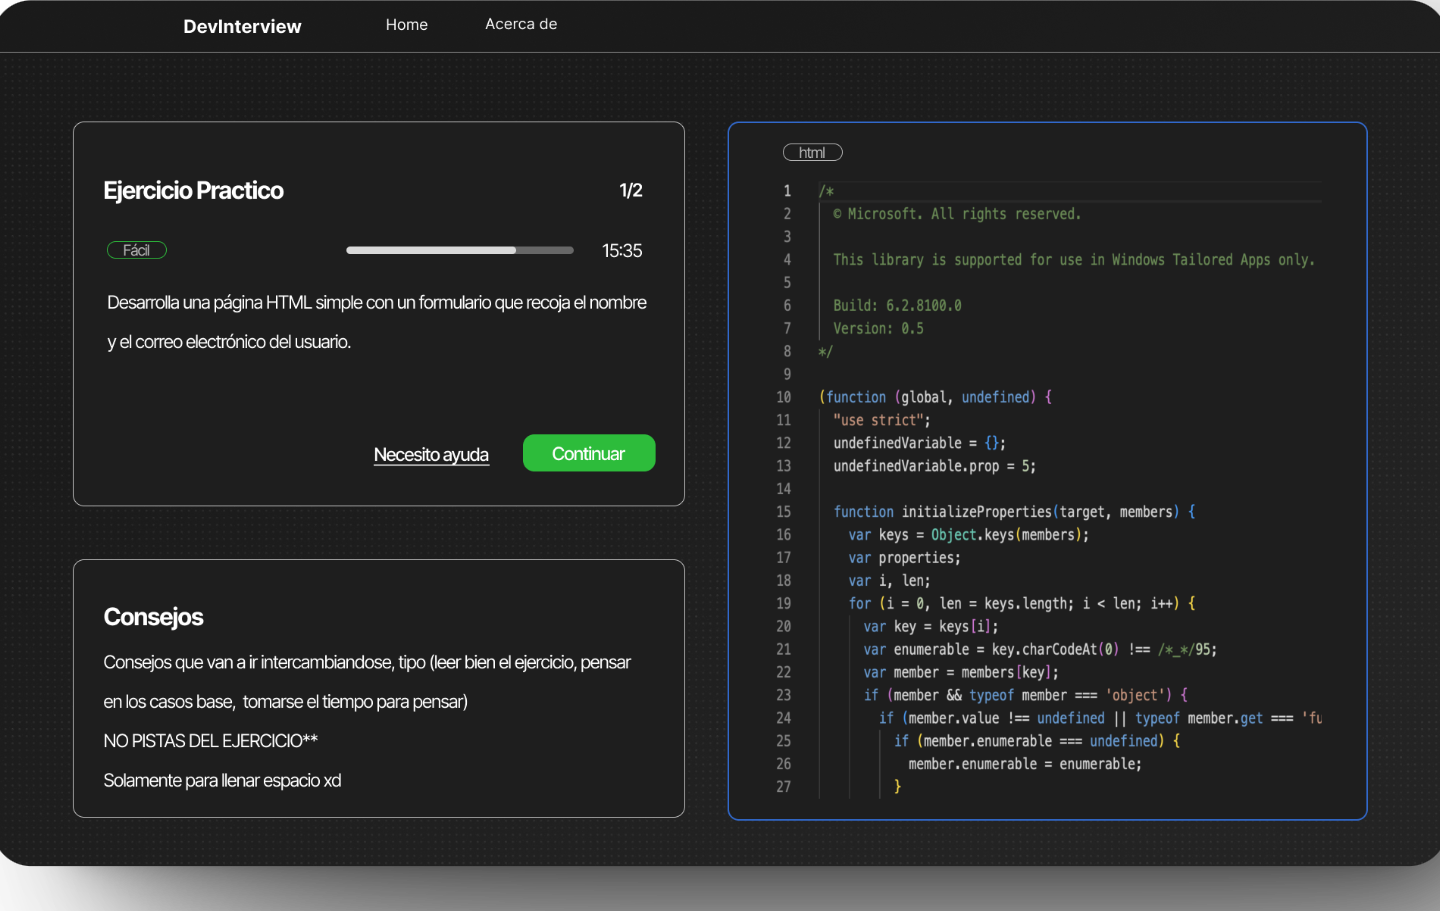 DevInterview Home Acerca de
Ejercicio Practico 1/2
Fácil 15:35
Desarrolla una página HTML simple con un formulario que recoja el nombre
y el correo electrónico del usuario.
Necesito ayuda Continuar
Consejos
Consejos que van a ir intercambiandose, tipo (leer bien el ejercicio, pensar
en los casos base,  tomarse el tiempo para pensar)
NO PISTAS DEL EJERCICIO**
Solamente para llenar espacio xd
html
1 /*
2   © Microsoft. All rights reserved.
3
4   This library is supported for use in Windows Tailored Apps only.
5
6   Build: 6.2.8100.0
7   Version: 0.5
8 */
9
10 (function (global, undefined) {
11   "use strict";
12   undefinedVariable = {};
13   undefinedVariable.prop = 5;
14
15   function initializeProperties(target, members) {
16     var keys = Object.keys(members);
17     var properties;
18     var i, len;
19     for (i = 0, len = keys.length; i < len; i++) {
20       var key = keys[i];
21       var enumerable = key.charCodeAt(0) !== /*_*/95;
22       var member = members[key];
23       if (member && typeof member === 'object') {
24         if (member.value !== undefined || typeof member.get === 'fu
25           if (member.enumerable === undefined) {
26             member.enumerable = enumerable;
27           }